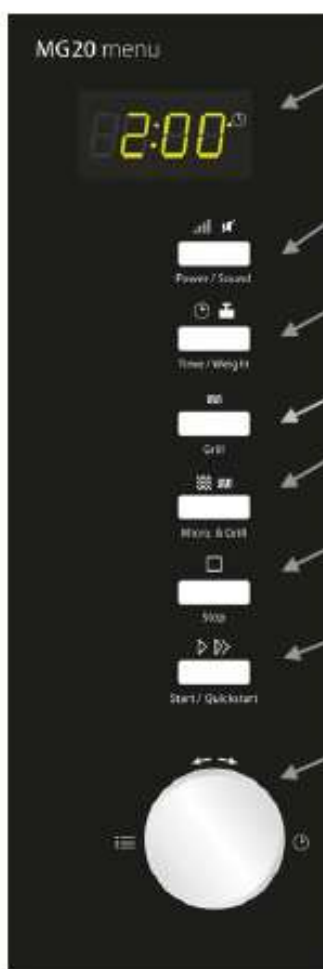 MG20 menu
2:00
Power / Sound
Time / Weight
Grill
Micro. & Grill
Stop
Start / Quickstart